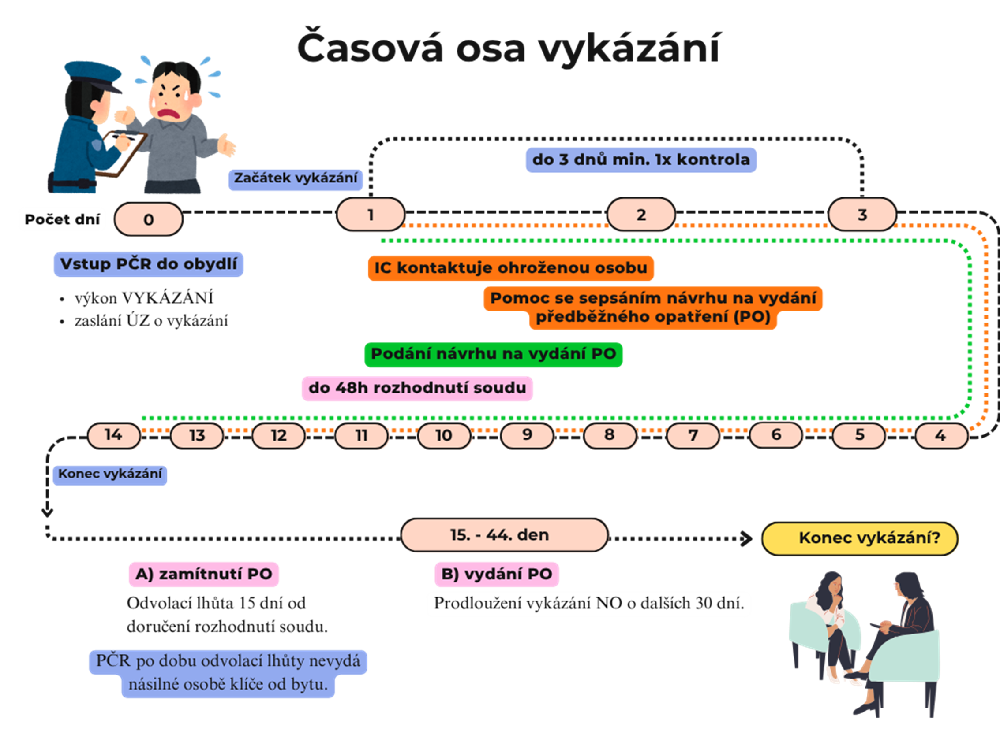 Časová osa vykázání
do 3 dnů min. 1x kontrola
Začátek vykázání
Počet dní
0
1
2
3
Vstup PČR do obydlí
• výkon VYKÁZÁNÍ
• zaslání ÚZ o vykázání
IC kontaktuje ohroženou osobu
Pomoc se sepsáním návrhu na vydání
předběžného opatření (PO)
Podání návrhu na vydání PO
do 48h rozhodnutí soudu
14
13
12
11
10
9
8
7
6
5
4
Konec vykázání
15. - 44. den
Konec vykázání?
A) zamítnutí PO
Odvolací lhůta 15 dní od
doručení rozhodnutí soudu.
PČR po dobu odvolací lhůty nevydá
násilné osobě klíče od bytu.
B) vydání PO
Prodloužení vykázání NO o dalších 30 dní.